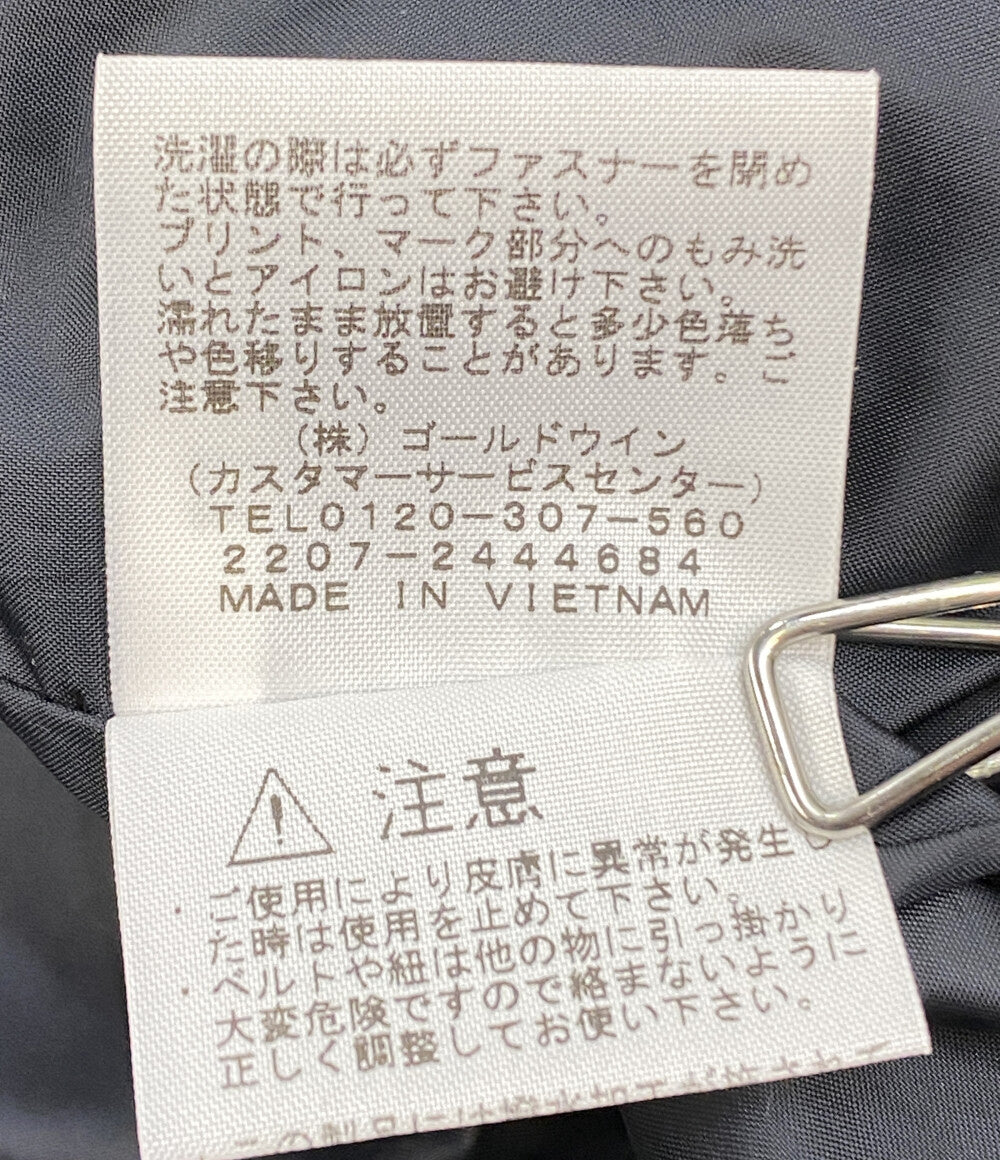 洗濯の際は必ずファスナーを閉め
た状態で行って下さい。
プリント、マーク部分へのもみ洗
いとアイロンはお避け下さい。
濡れたまま放置すると多少色落ち
や色移りすることがあります。ご
注意下さい。
(株)ゴールドウイン
(カスタマーサービスセンター)
TEL0120-307-560
2207-2444684
MADE IN VIETNAM
注意
・ご使用により皮膚に異常が発生し
た時は使用を止めて下さい。
・ベルトや紐は他の物に引っ掛かり
大変危険ですので絡まないように
正しく調整してお使い下さい。